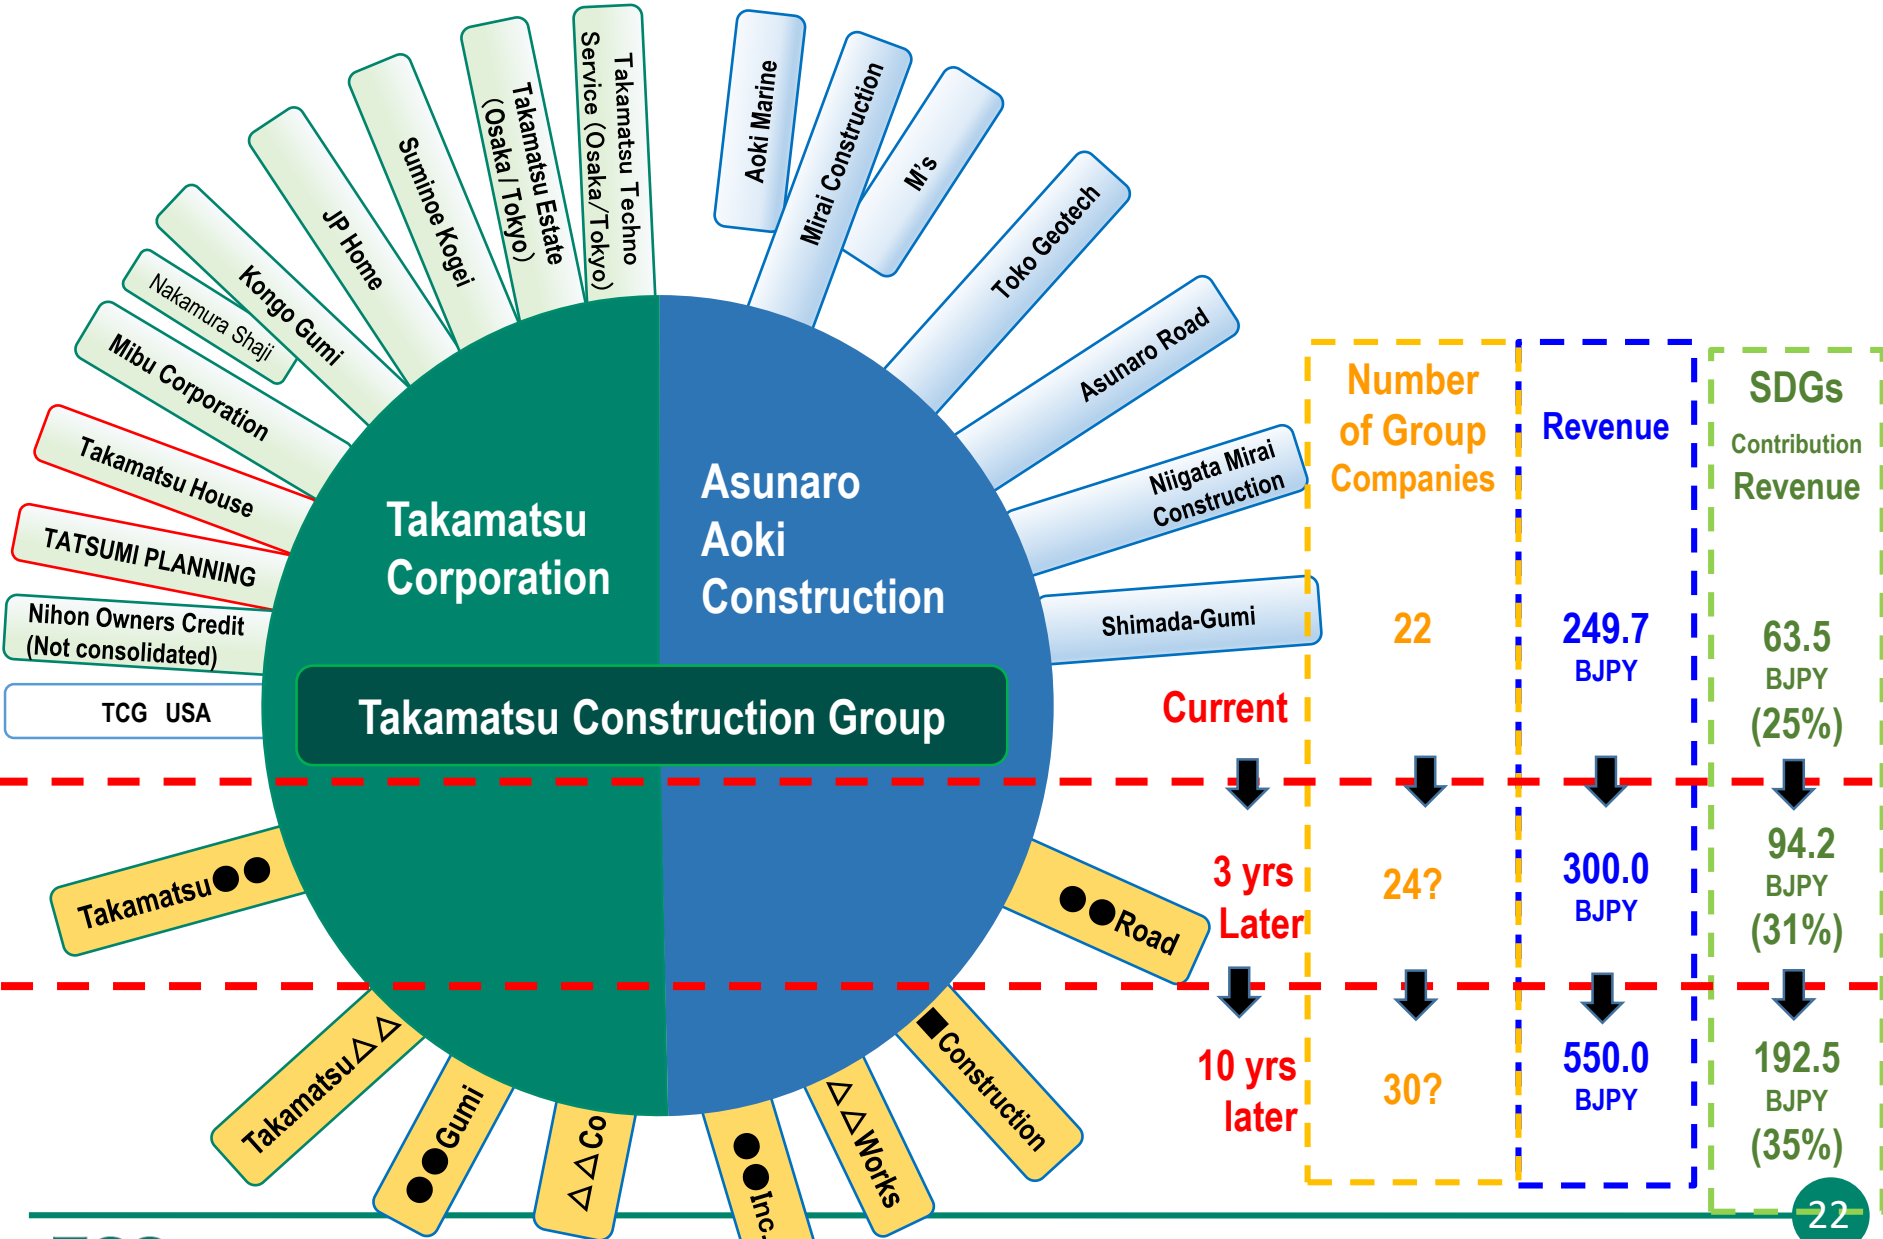 Takamatsu Techno
Service (Osaka/Tokyo)
Takamatsu Estate
(Osaka / Tokyo)
Suminoe Kogei
JP Home
Kongo Gumi
Nakamura Shaji
Mibu Corporation
Takamatsu House
TATSUMI PLANNING
Nihon Owners Credit
(Not consolidated)
TCG USA
Aoki Marine
Mirai Construction
M's
Toko Geotech
Asunaro Road
Niigata Mirai
Construction
Shimada-Gumi
Takamatsu
Corporation
Asunaro
Aoki
Construction
Takamatsu Construction Group
Number
of Group
Companies
Revenue
SDGs
Contribution
Revenue
Current
22
249.7
BJPY
63.5
BJPY
(25%)
3 yrs
Later
24?
300.0
BJPY
94.2
BJPY
(31%)
10 yrs
later
30?
550.0
BJPY
192.5
BJPY
(35%)
Takamatsu●●
●●Road
Takamatsu△△
●●Gumi
△△Co
●●Inc.
△△Works
■Construction
22